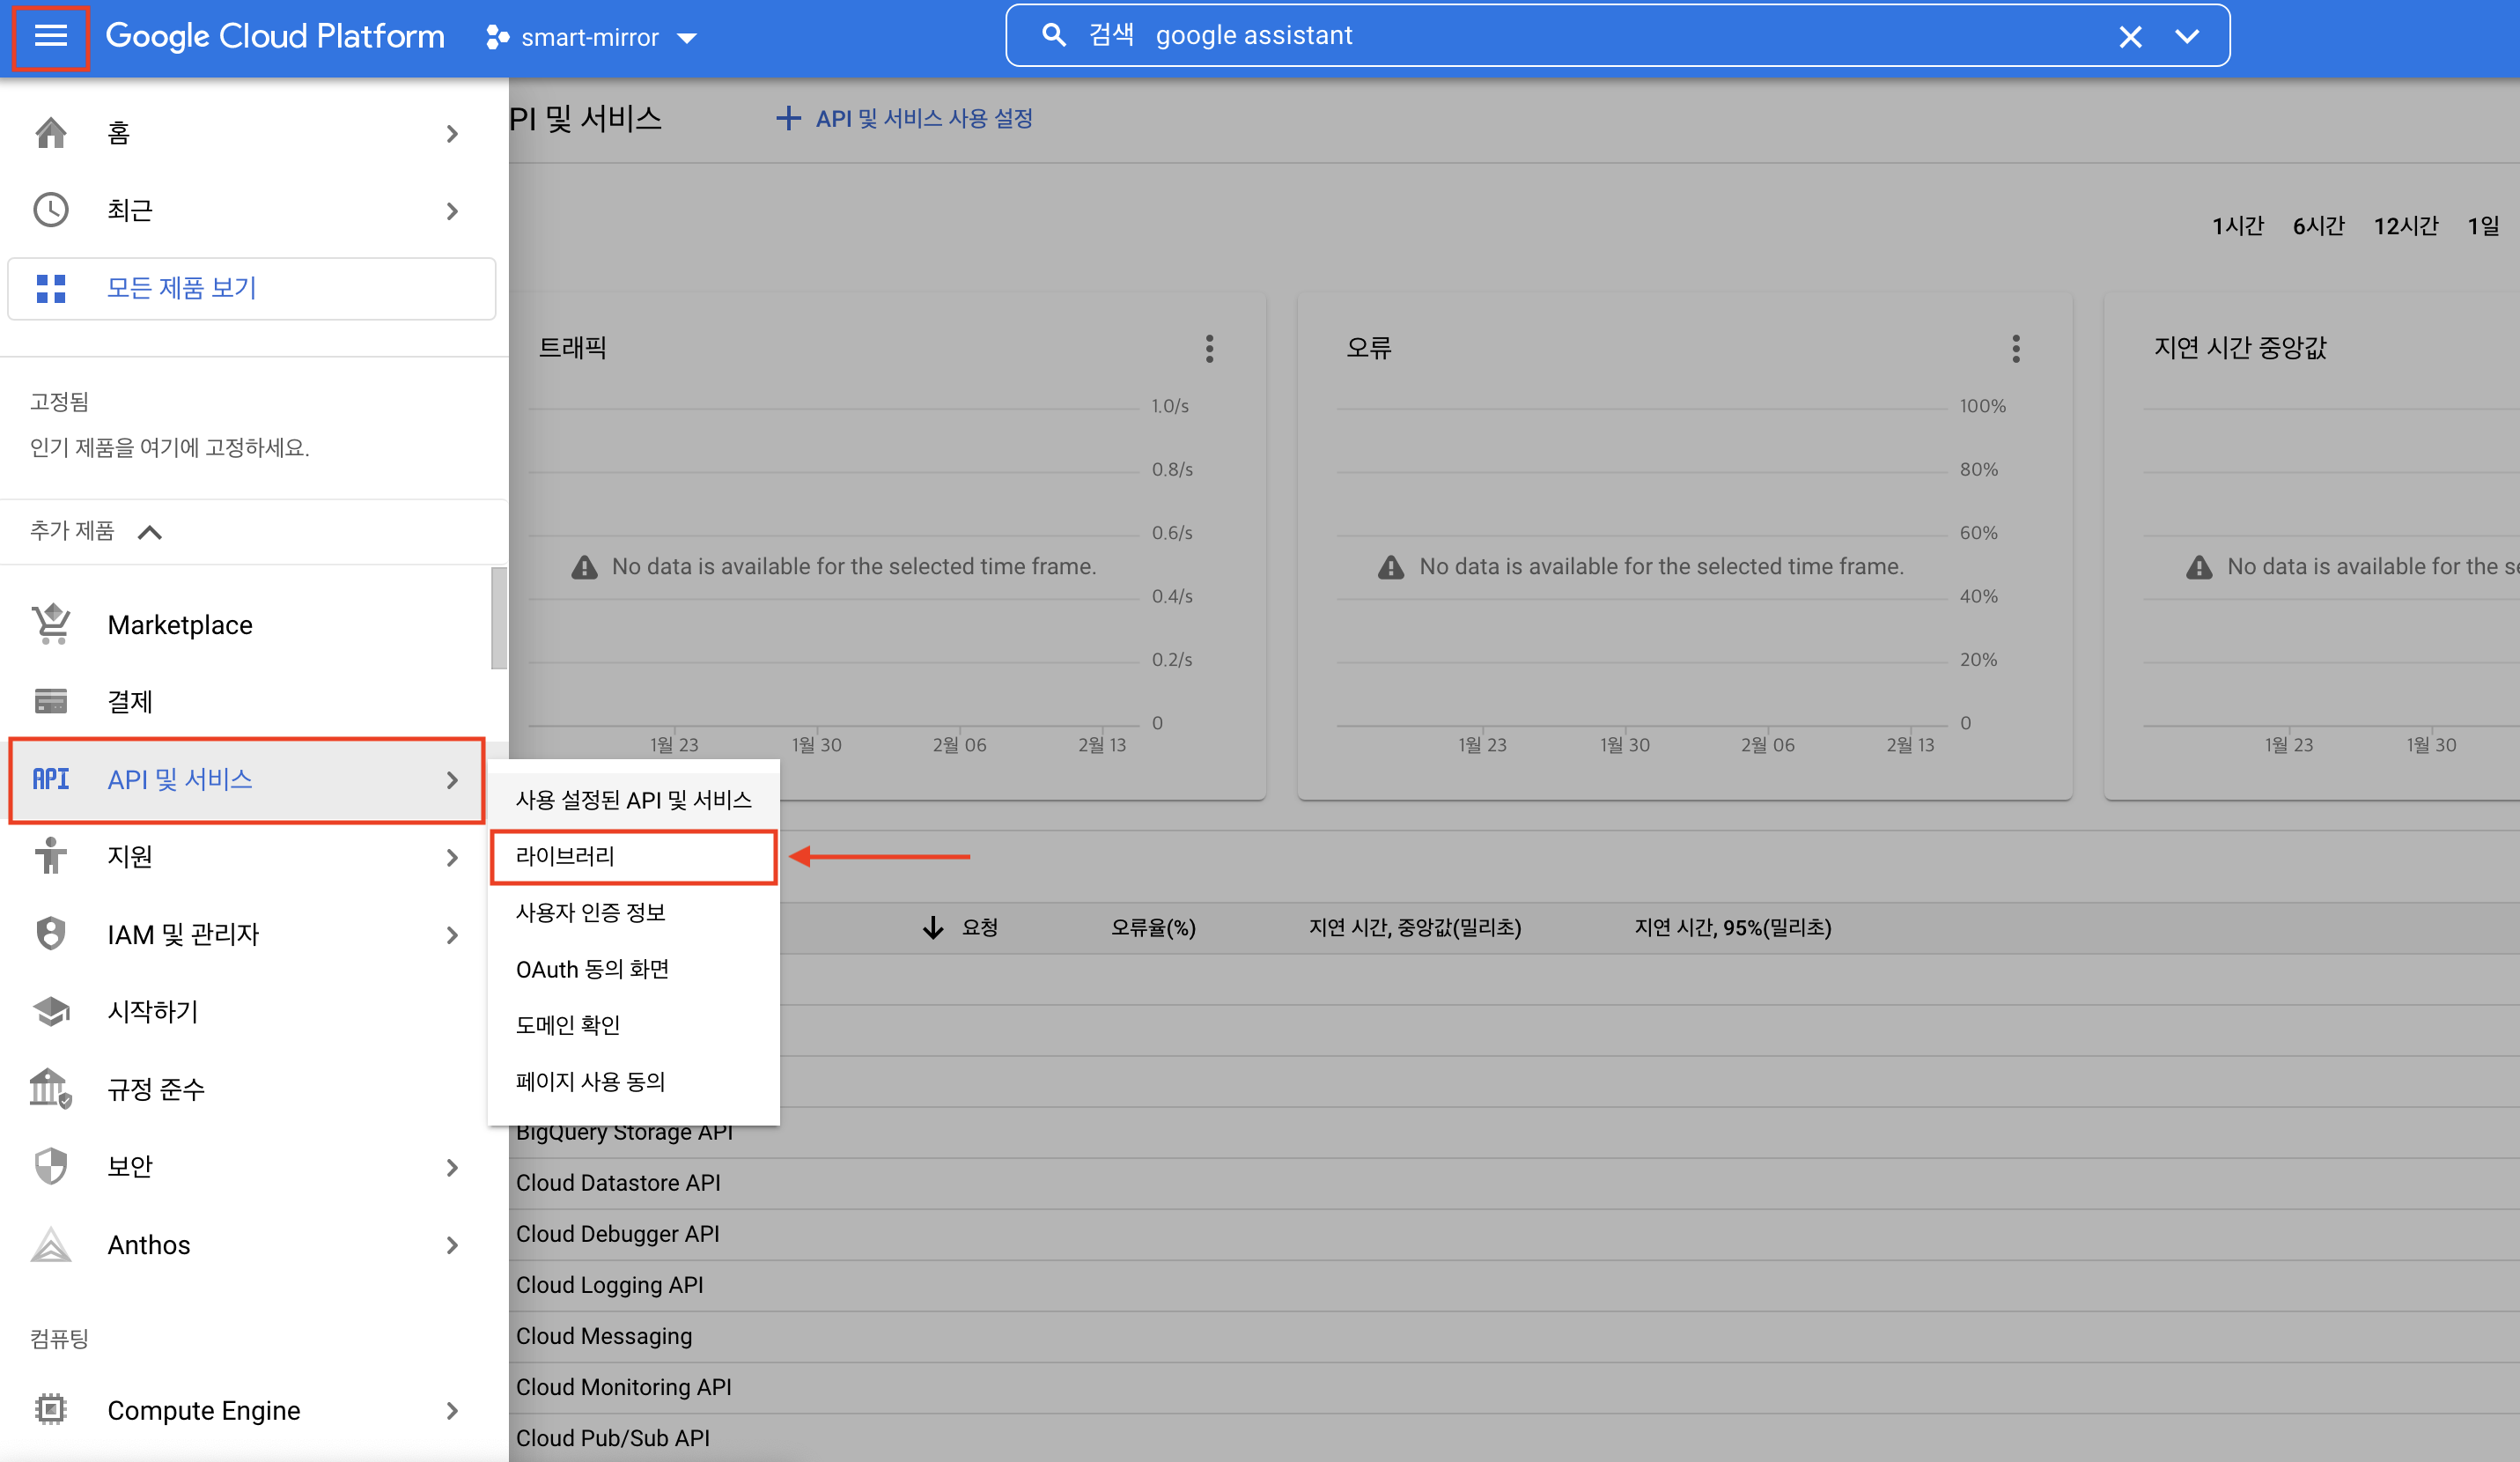 Google Cloud Platform
smart-mirror
검색 google assistant
홈
최근
모든 제품 보기
고정됨
인기 제품을 여기에 고정하세요.
추가 제품
Marketplace
결제
API API 및 서비스
지원
IAM 및 관리자
시작하기
규정 준수
보안
Anthos
컴퓨팅
Compute Engine
사용 설정된 API 및 서비스
라이브러리
사용자 인증 정보
OAuth 동의 화면
도메인 확인
페이지 사용 동의
PI 및 서비스
API 및 서비스 사용 설정
1시간 6시간 12시간 1일
트래픽
1.0/s
0.8/s
0.6/s
No data is available for the selected time frame.
0.4/s
0.2/s
0
1월 23 1월 30 2월 06 2월 13
오류
100%
80%
60%
No data is available for the selected time frame.
40%
20%
0
1월 23 1월 30 2월 06 2월 13
지연 시간 중앙값
No data is available for the se
1월 23 1월 30
요청 오류율(%) 지연 시간, 중앙값(밀리초) 지연 시간, 95%(밀리초)
BigQuery Storage API
Cloud Datastore API
Cloud Debugger API
Cloud Logging API
Cloud Messaging
Cloud Monitoring API
Cloud Pub/Sub API